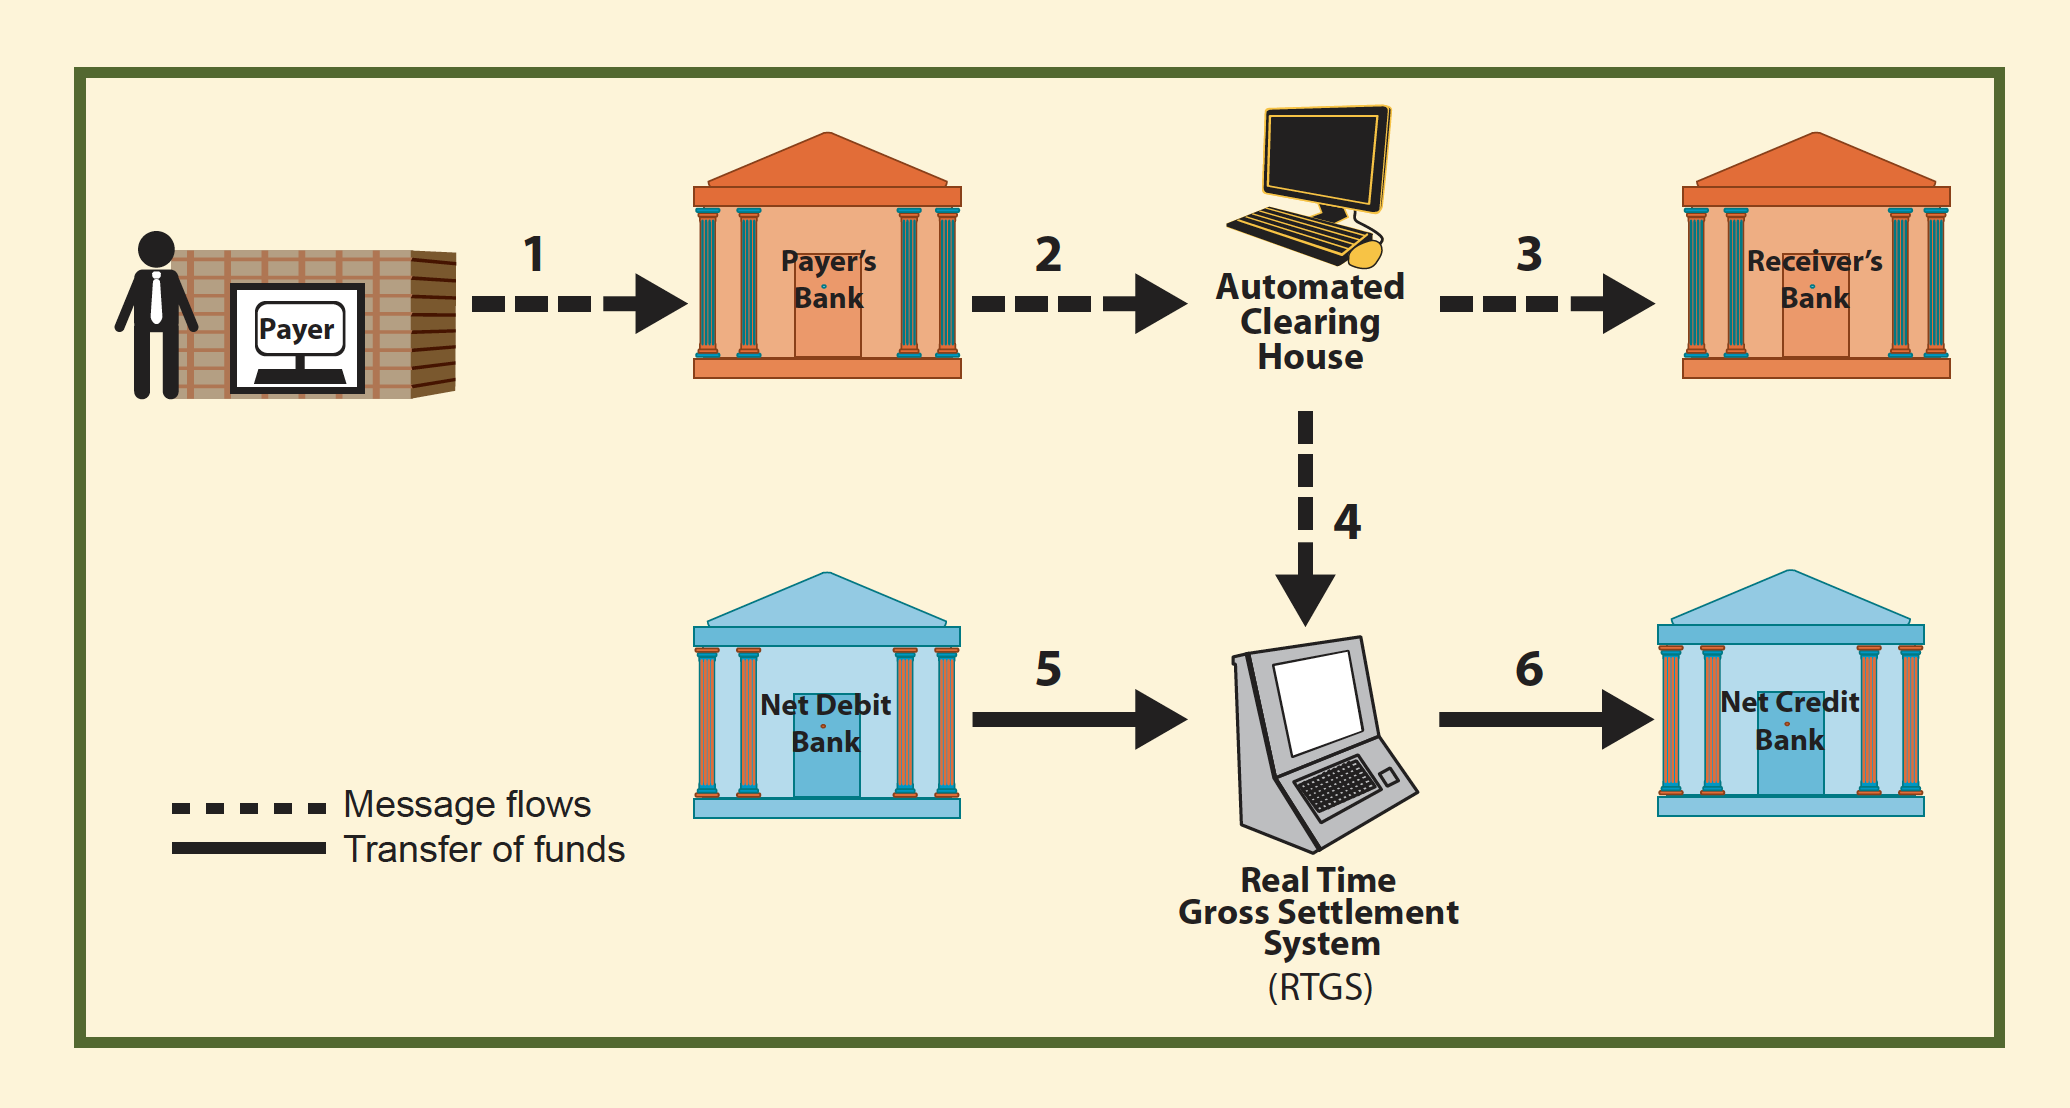 1
2
3
Payer
Payer's
Bank
Automated
Clearing
House
Receiver's
Bank
4
5
6
Net Debit
Bank
Net Credit
Bank
Message flows
Transfer of funds
Real Time
Gross Settlement
System
(RTGS)